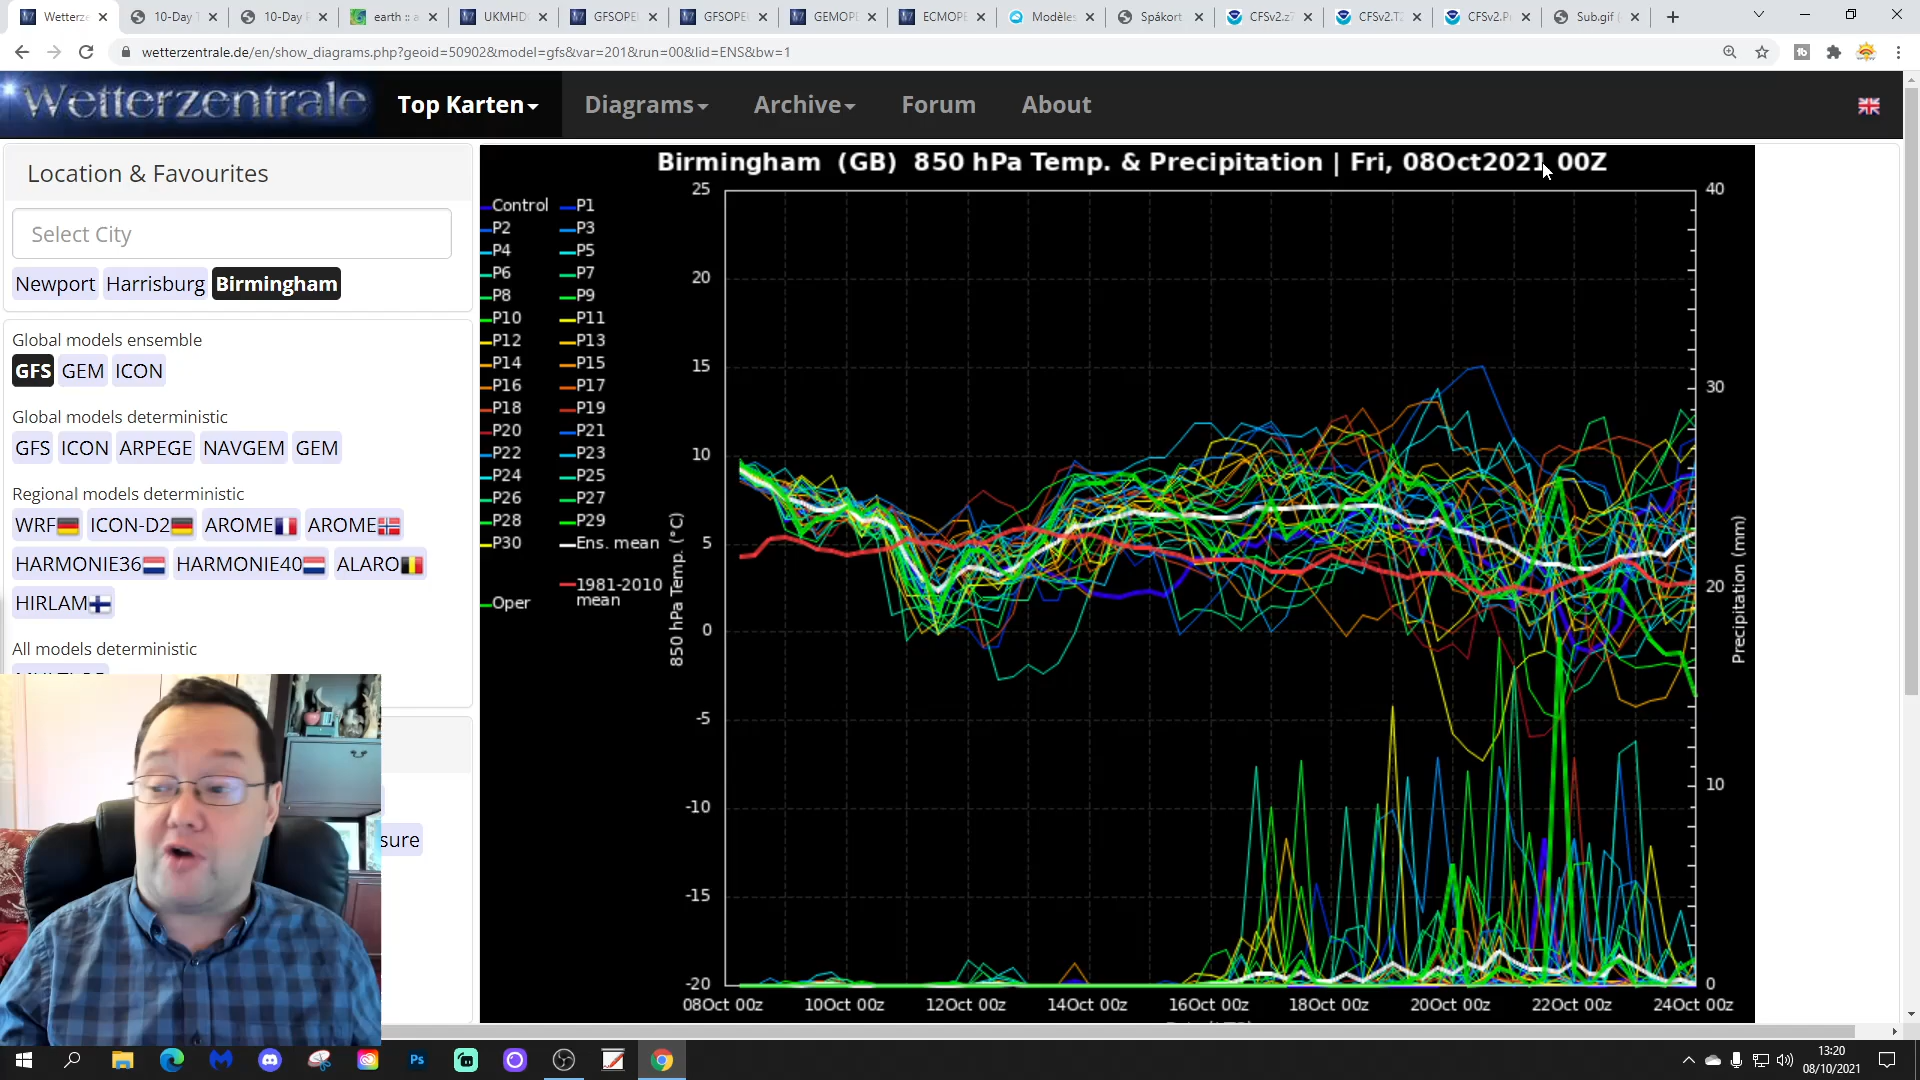 Wetterze
10-Day T
10-Day P
earth :: a
UKMHD
GFSOPE
GFSOPE
GEMOPE
ECMOPE
Modèles
Spákort
CFSv2.z7
CFSv2.T2
CFSv2.P
Sub.gif (
wetterzentrale.de/en/show_diagrams.php?geoid=50902&model=gfs&var=201&run=00&lid=ENS&bw=1
Wetterzentrale
Top Karten
Diagrams
Archive
Forum
About
Location & Favourites
Select City
Newport Harrisburg Birmingham
Global models ensemble
GFS GEM ICON
Global models deterministic
GFS ICON ARPEGE NAVGEM GEM
Regional models deterministic
WRF ICON-D2 AROME AROME
HARMONIE36 HARMONIE40 ALARO
HIRLAM
All models deterministic
sure
Birmingham (GB) 850 hPa Temp. & Precipitation | Fri, 08Oct2021 00Z
Control P1
P2 P3
P4 P5
P6 P7
P8 P9
P10 P11
P12 P13
P14 P15
P16 P17
P18 P19
P20 P21
P22 P23
P24 P25
P26 P27
P28 P29
P30 Ens. mean
1981-2010
mean
Oper
850 hPa Temp. (°C)
25
20
15
10
5
0
-5
-10
-15
-20
40
30
20
10
0
Precipitation (mm)
08Oct 00z 10Oct 00z 12Oct 00z 14Oct 00z 16Oct 00z 18Oct 00z 20Oct 00z 22Oct 00z 24Oct 00z
Ps
13:20
08/10/2021